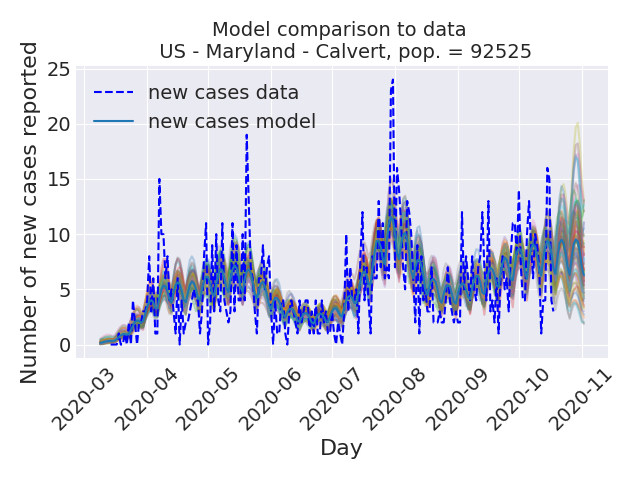 Model comparison to data
US - Maryland - Calvert, pop. = 92525
Number of new cases reported
25
20
15
10
5
0
new cases data
new cases model
2020-03
2020-04
2020-05
2020-06
2020-07
2020-08
2020-09
2020-10
2020-11
Day